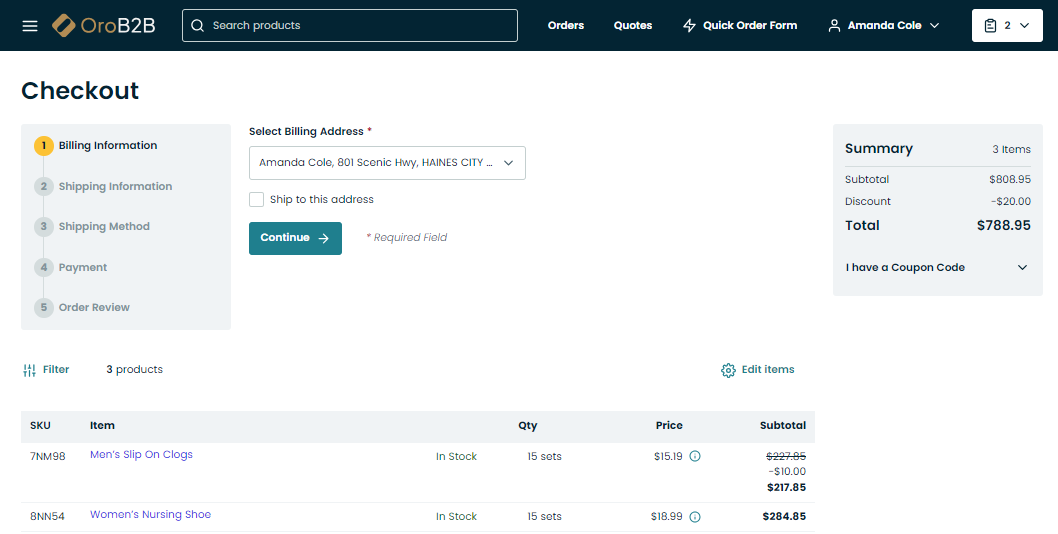 OroB2B
Search products
Orders
Quotes
Quick Order Form
Amanda Cole
2
Checkout
1 Billing Information
2 Shipping Information
3 Shipping Method
4 Payment
5 Order Review
Select Billing Address *
Amanda Cole, 801 Scenic Hwy, HAINES CITY ...
Ship to this address
Continue
* Required Field
Summary 3 Items
Subtotal $808.95
Discount -$20.00
Total $788.95
I have a Coupon Code
Filter 3 products Edit items
SKU Item Qty Price Subtotal
7NM98 Men's Slip On Clogs In Stock 15 sets $15.19 $227.85
-$10.00
$217.85
8NN54 Women's Nursing Shoe In Stock 15 sets $18.99 $284.85